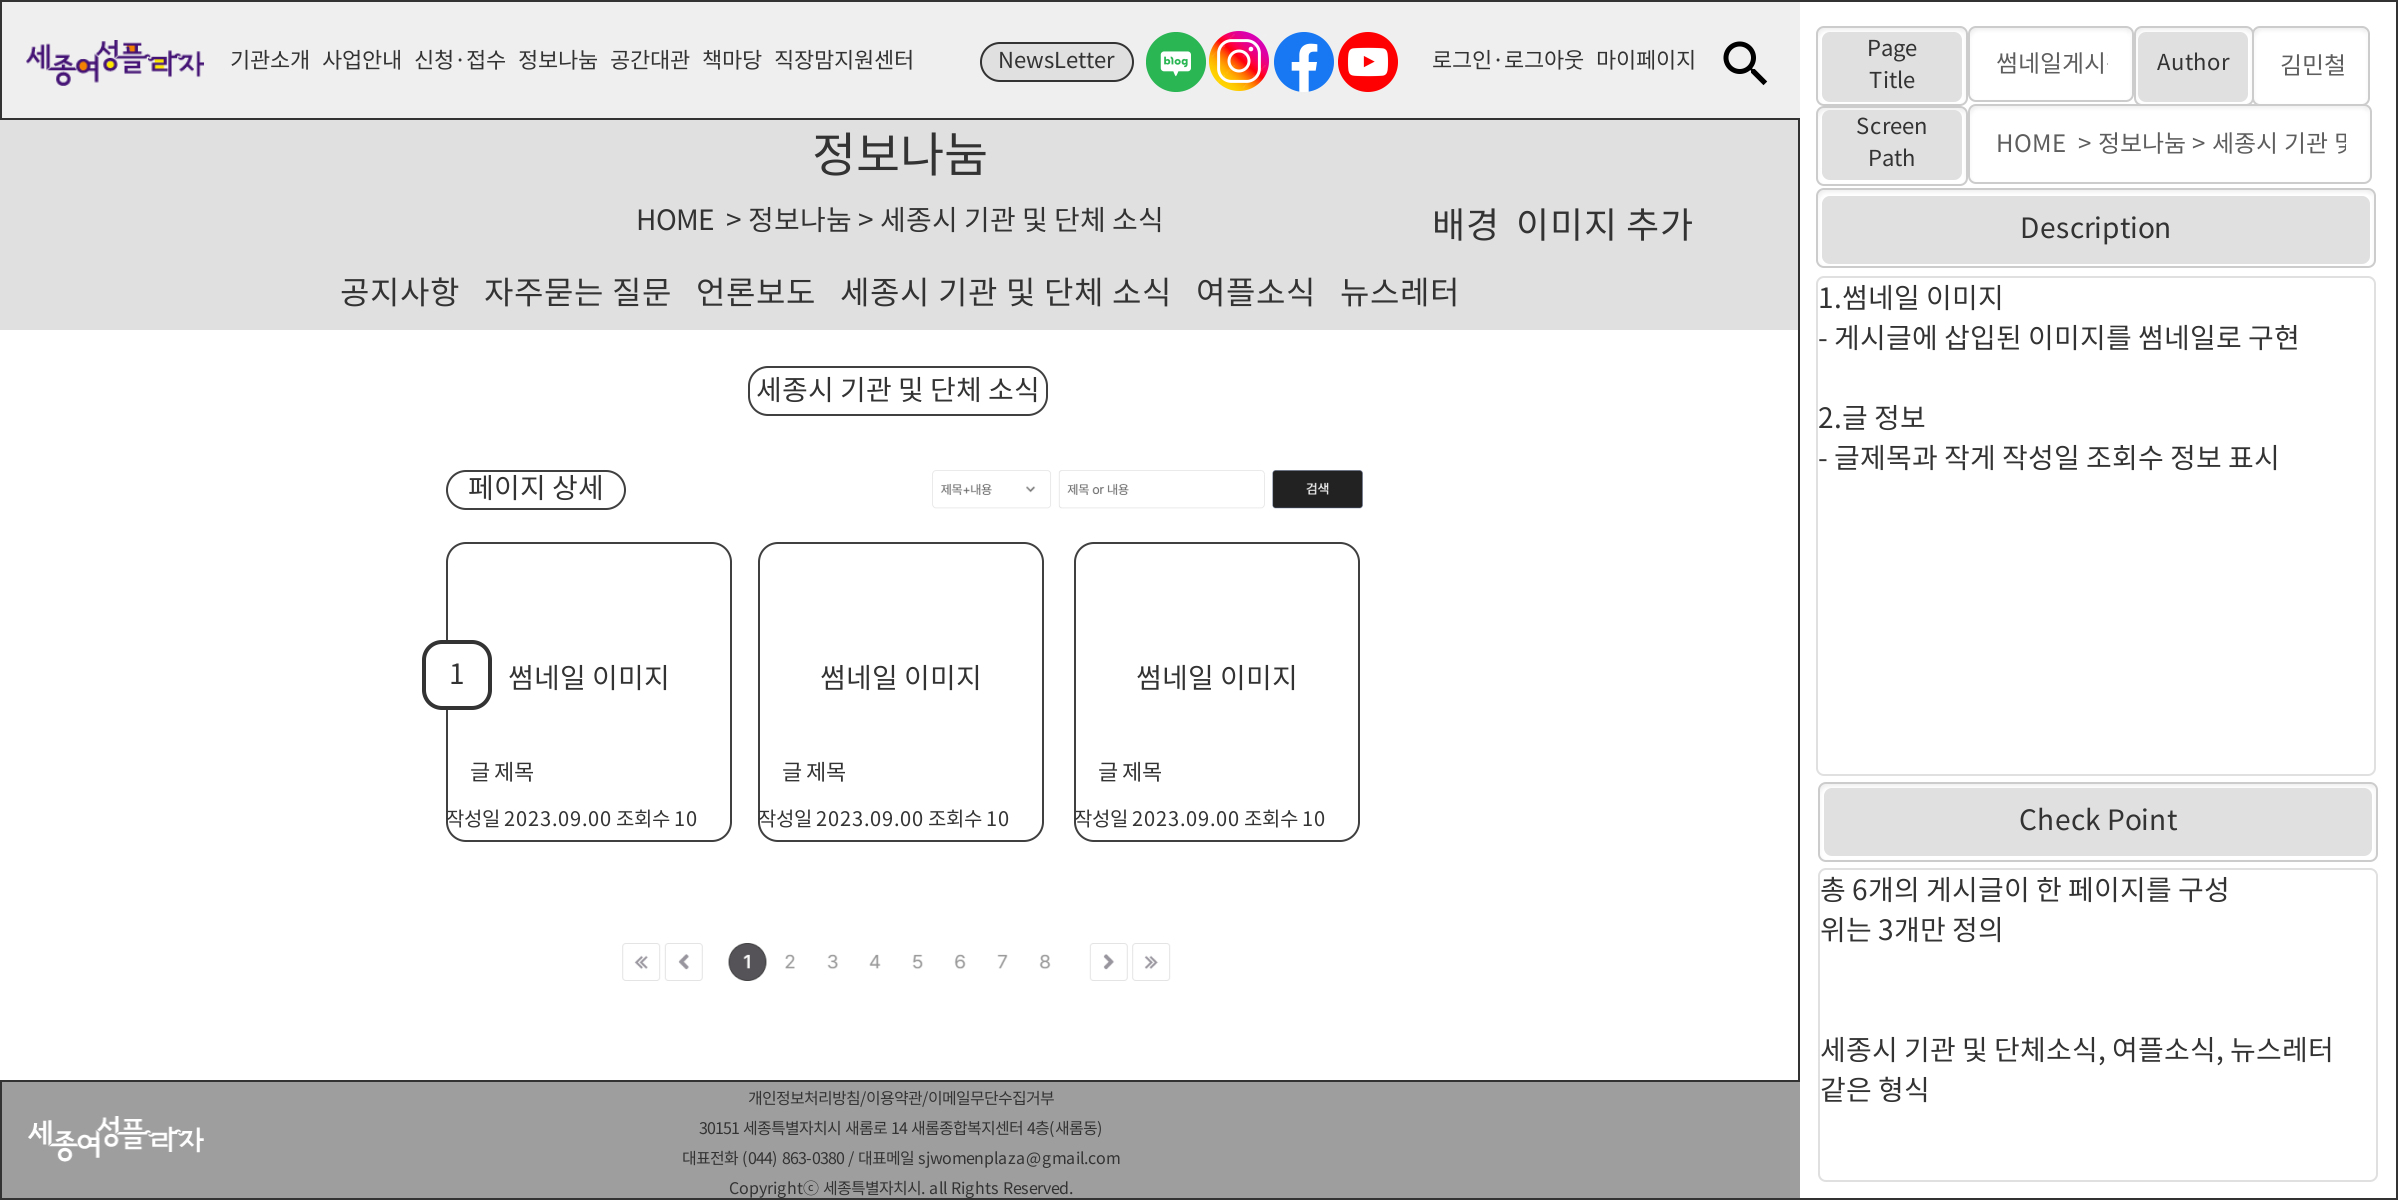 세종여성플라자
기관소개 사업안내 신청·접수 정보나눔 공간대관 책마당 직장맘지원센터
NewsLetter
blog
로그인·로그아웃 마이페이지
정보나눔
HOME > 정보나눔 > 세종시 기관 및 단체 소식
배경 이미지 추가
공지사항 자주묻는 질문 언론보도 세종시 기관 및 단체 소식 여플소식 뉴스레터
세종시 기관 및 단체 소식
페이지 상세
제목+내용
제목 or 내용
검색
1
썸네일 이미지
글 제목
작성일 2023.09.00 조회수 10
썸네일 이미지
글 제목
작성일 2023.09.00 조회수 10
썸네일 이미지
글 제목
작성일 2023.09.00 조회수 10
« ‹ 1 2 3 4 5 6 7 8 › »
세종여성플라자
개인정보처리방침/이용약관/이메일무단수집거부
30151 세종특별자치시 새롬로 14 새롬종합복지센터 4층(새롬동)
대표전화 (044) 863-0380 / 대표메일 sjwomenplaza@gmail.com
Copyrightⓒ 세종특별자치시. all Rights Reserved.
Page
Title
썸네일게시
Author
김민철
Screen
Path
HOME > 정보나눔 > 세종시 기관 및
Description
1.썸네일 이미지
- 게시글에 삽입된 이미지를 썸네일로 구현
2.글 정보
- 글제목과 작게 작성일 조회수 정보 표시
Check Point
총 6개의 게시글이 한 페이지를 구성
위는 3개만 정의
세종시 기관 및 단체소식, 여플소식, 뉴스레터
같은 형식